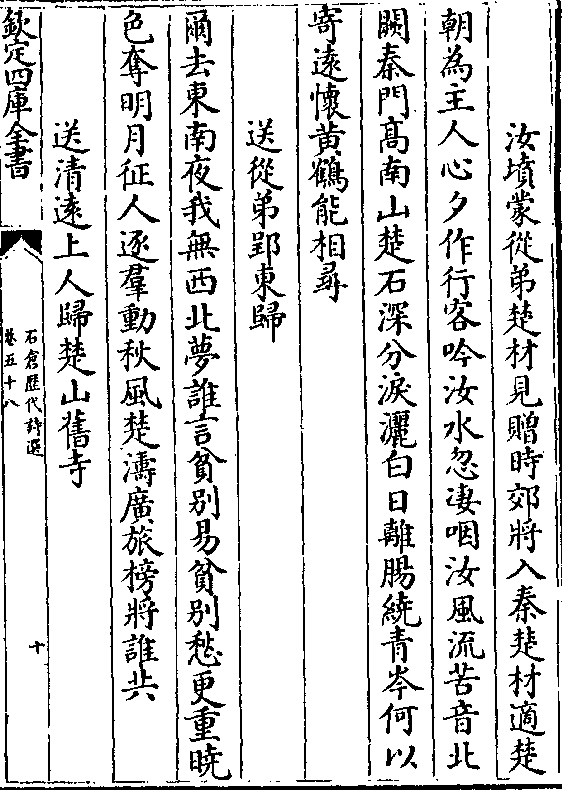 汝墳蒙從弟楚材見贈時郊將入秦楚材適楚
朝為主人心夕作行客吟汝水忽淒咽汝風流苦音北
闕秦門髙南山楚石深分淚灑白日離腸繞青岑何以
寄遠懷黄鶴能相尋
送從弟郢東歸
爾去東南夜我無西北夢誰言貧别易貧别愁更重曉
色奪明月征人逐羣動秋風楚濤廣旅榜將誰共
送清逺上人歸楚山舊寺
欽定四庫全書
石倉歴代詩選
卷五十八
十